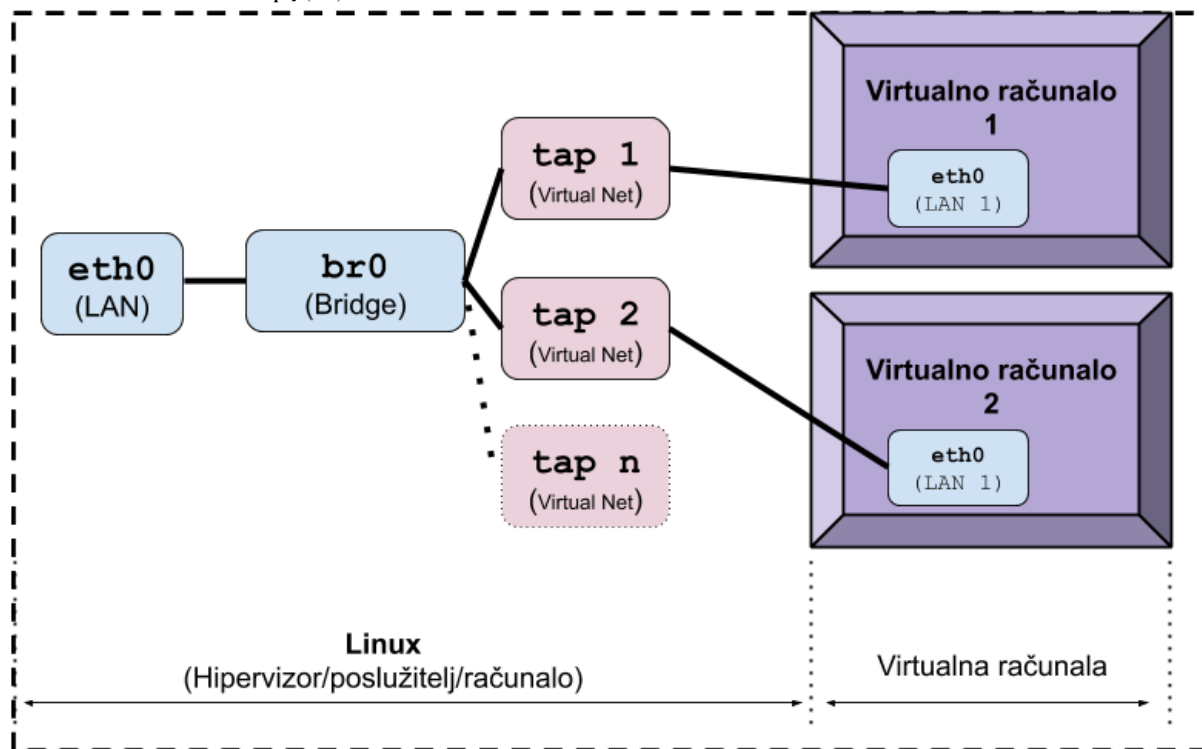 Virtualno računalo
1
eth0
(LAN 1)
tap 1
(Virtual Net)
eth0
(LAN)
br0
(Bridge)
tap 2
(Virtual Net)
Virtualno računalo
2
eth0
(LAN 1)
tap n
(Virtual Net)
Linux
(Hipervizor/poslužitelj/računalo)
Virtualna računala